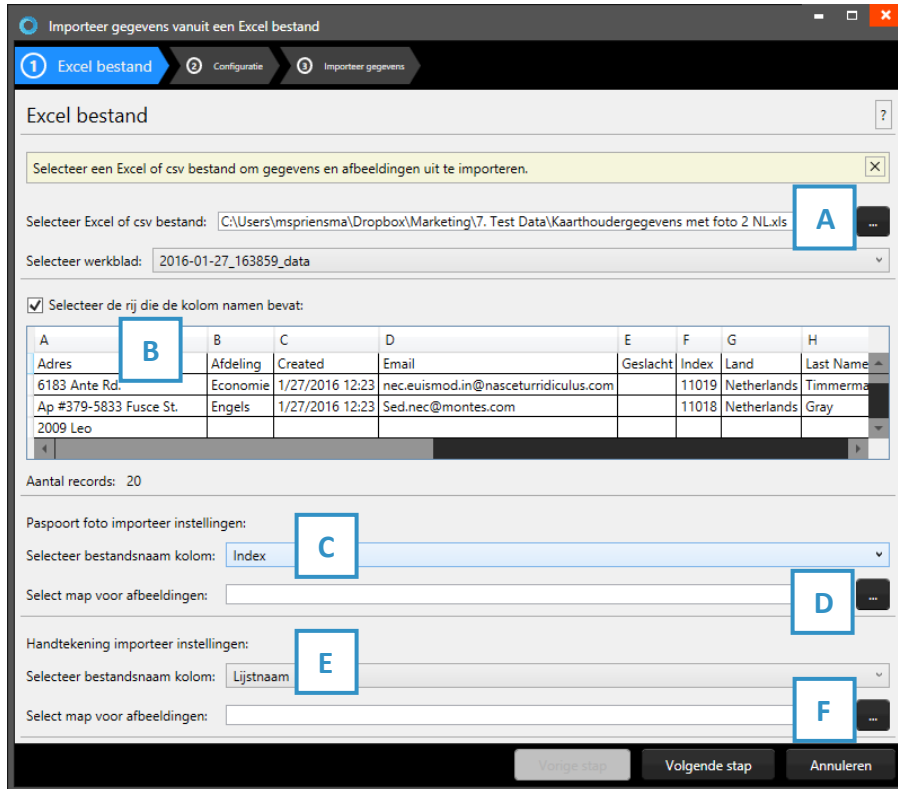 Importeer gegevens vanuit een Excel bestand
1 Excel bestand 2 Configuratie 3 Importeer gegevens
Excel bestand ?
Selecteer een Excel of csv bestand om gegevens en afbeeldingen uit te importeren.
Selecteer Excel of csv bestand: C:\Users\mspriensma\Dropbox\Marketing\7. Test Data\Kaarthoudergegevens met foto 2 NL.xls A ...
Selecteer werkblad: 2016-01-27_163859_data
Selecteer de rij die de kolom namen bevat:
A B C D E F G H
B
Adres Afdeling Created Email Geslacht Index Land Last Name
6183 Ante Rd. Economie 1/27/2016 12:23 nec.euismod.in@nasceturridiculus.com 11019 Netherlands Timmerma
Ap #379-5833 Fusce St. Engels 1/27/2016 12:23 Sed.nec@montes.com 11018 Netherlands Gray
2009 Leo
Aantal records: 20
Paspoort foto importeer instellingen:
Selecteer bestandsnaam kolom: Index C
Select map voor afbeeldingen: D ...
Handtekening importeer instellingen:
Selecteer bestandsnaam kolom: Lijstnaam E
Select map voor afbeeldingen: F ...
Vorige stap Volgende stap Annuleren